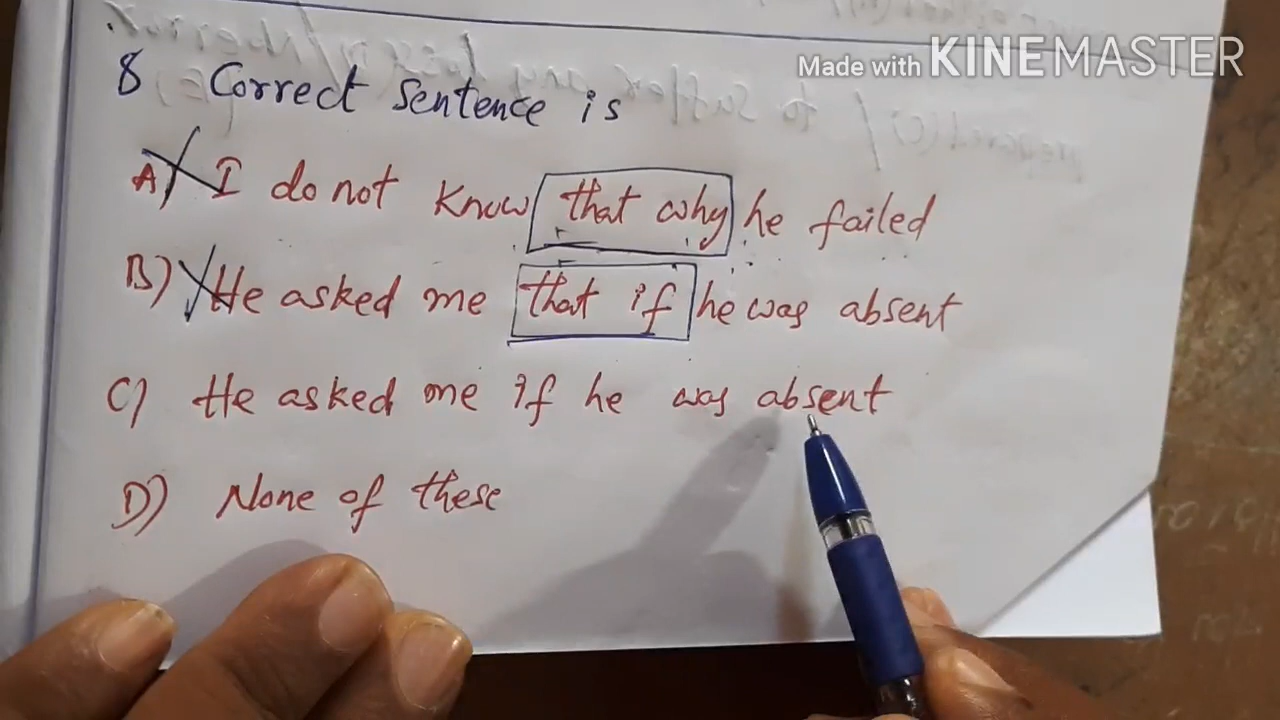 Made with KINEMASTER
8 Correct Sentence is
A) I do not know that why he failed
B) He asked me that if he was absent
C) He asked me if he was absent
D) None of these